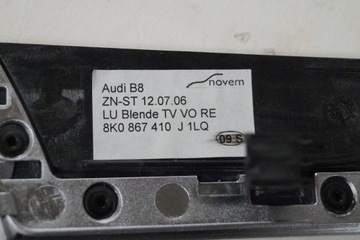 Audi B8
novem
ZN-ST 12.07.06
LU Blende TV VO RE
8K0 867 410 J 1LQ
09 S